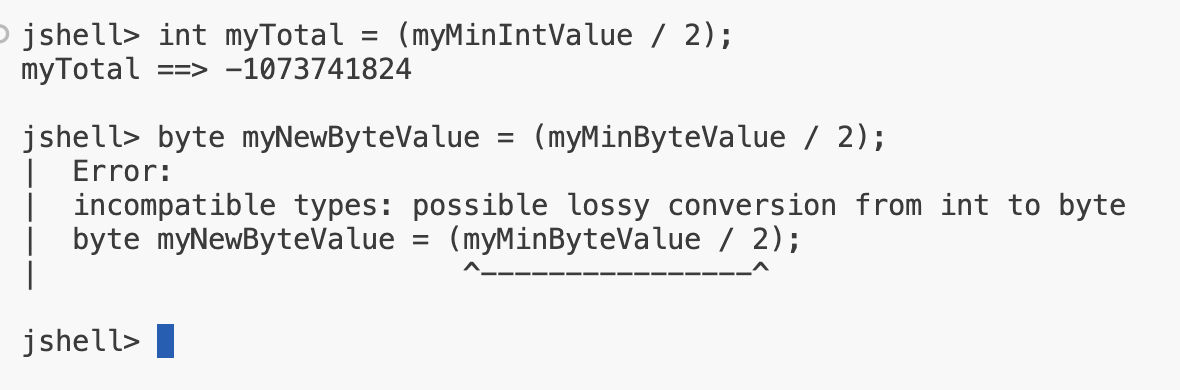 jshell> int myTotal = (myMinIntValue / 2);
myTotal ==> -1073741824
jshell> byte myNewByteValue = (myMinByteValue / 2);
|  Error:
|  incompatible types: possible lossy conversion from int to byte
|  byte myNewByteValue = (myMinByteValue / 2);
|                         ^----------------^
jshell>